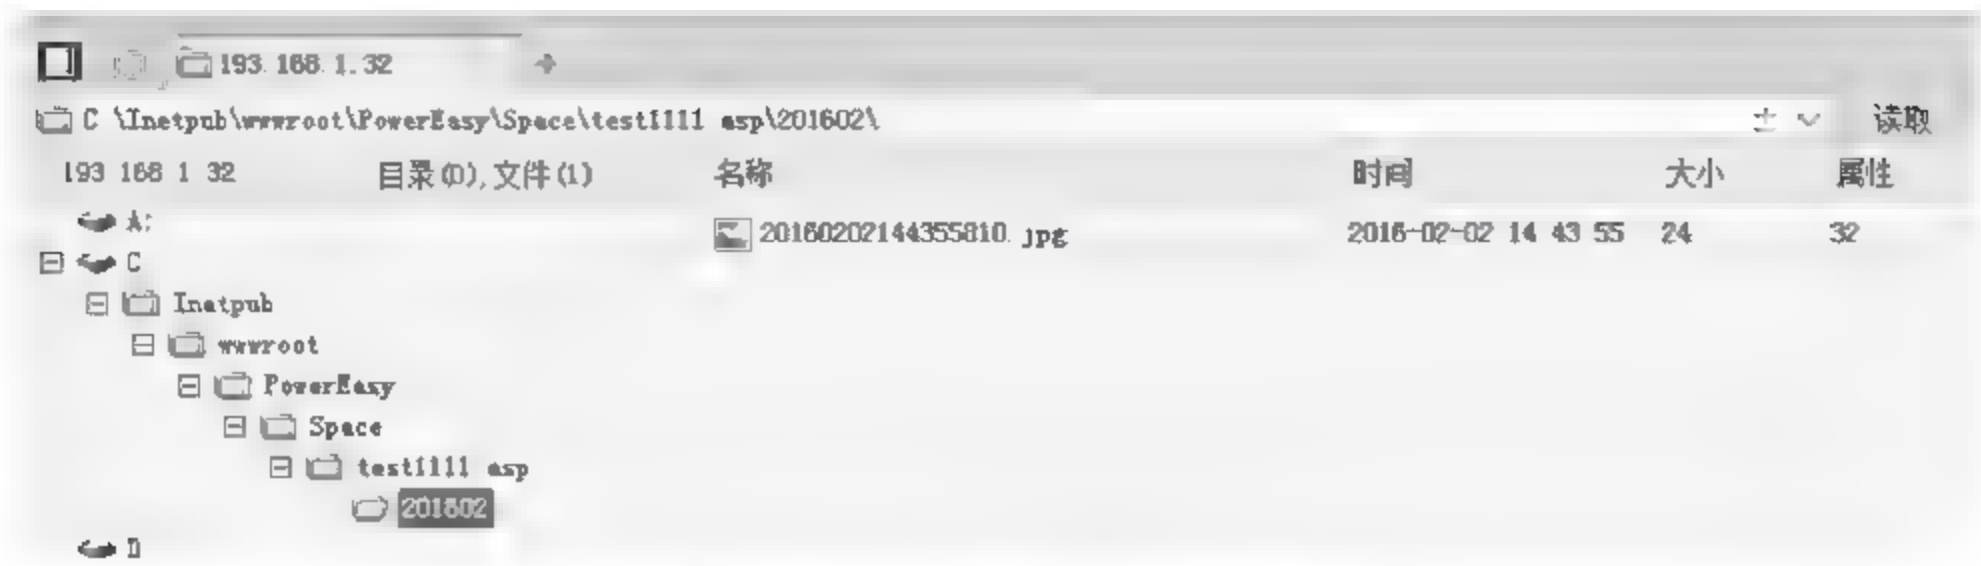 193.168.1.32
C \Inetpub\wwwroot\PowerEasy\Space\test1111 asp\201602\ 读取
193 168 1 32 目录(0),文件(1) 名称 时间 大小 属性
A:
20160202144355810.jpg 2016-02-02 14 43 55 24 32
C
Inetpub
wwwroot
PowerEasy
Space
test1111 asp
201602
D